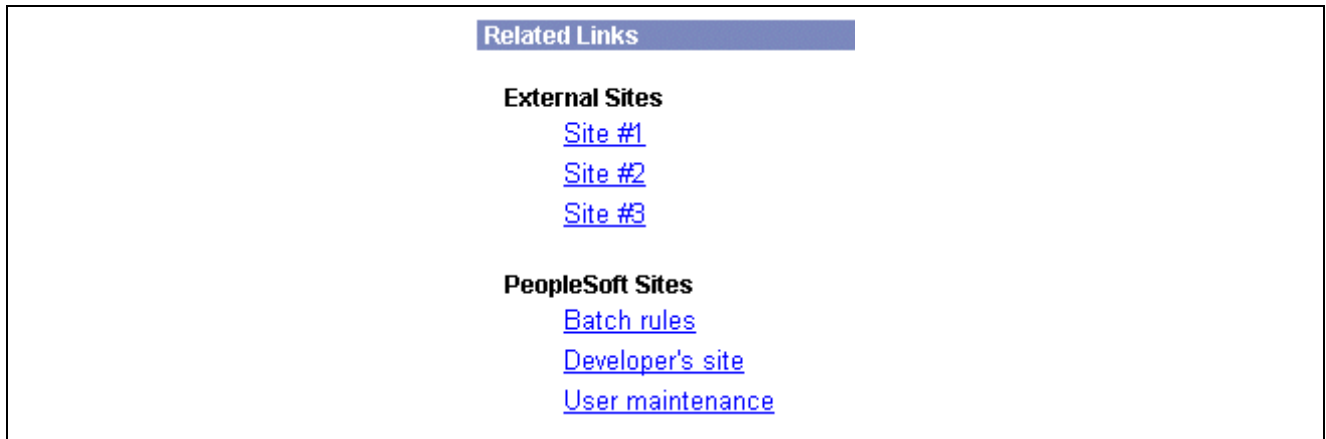 Related Links
External Sites
Site #1
Site #2
Site #3
PeopleSoft Sites
Batch rules
Developer's site
User maintenance